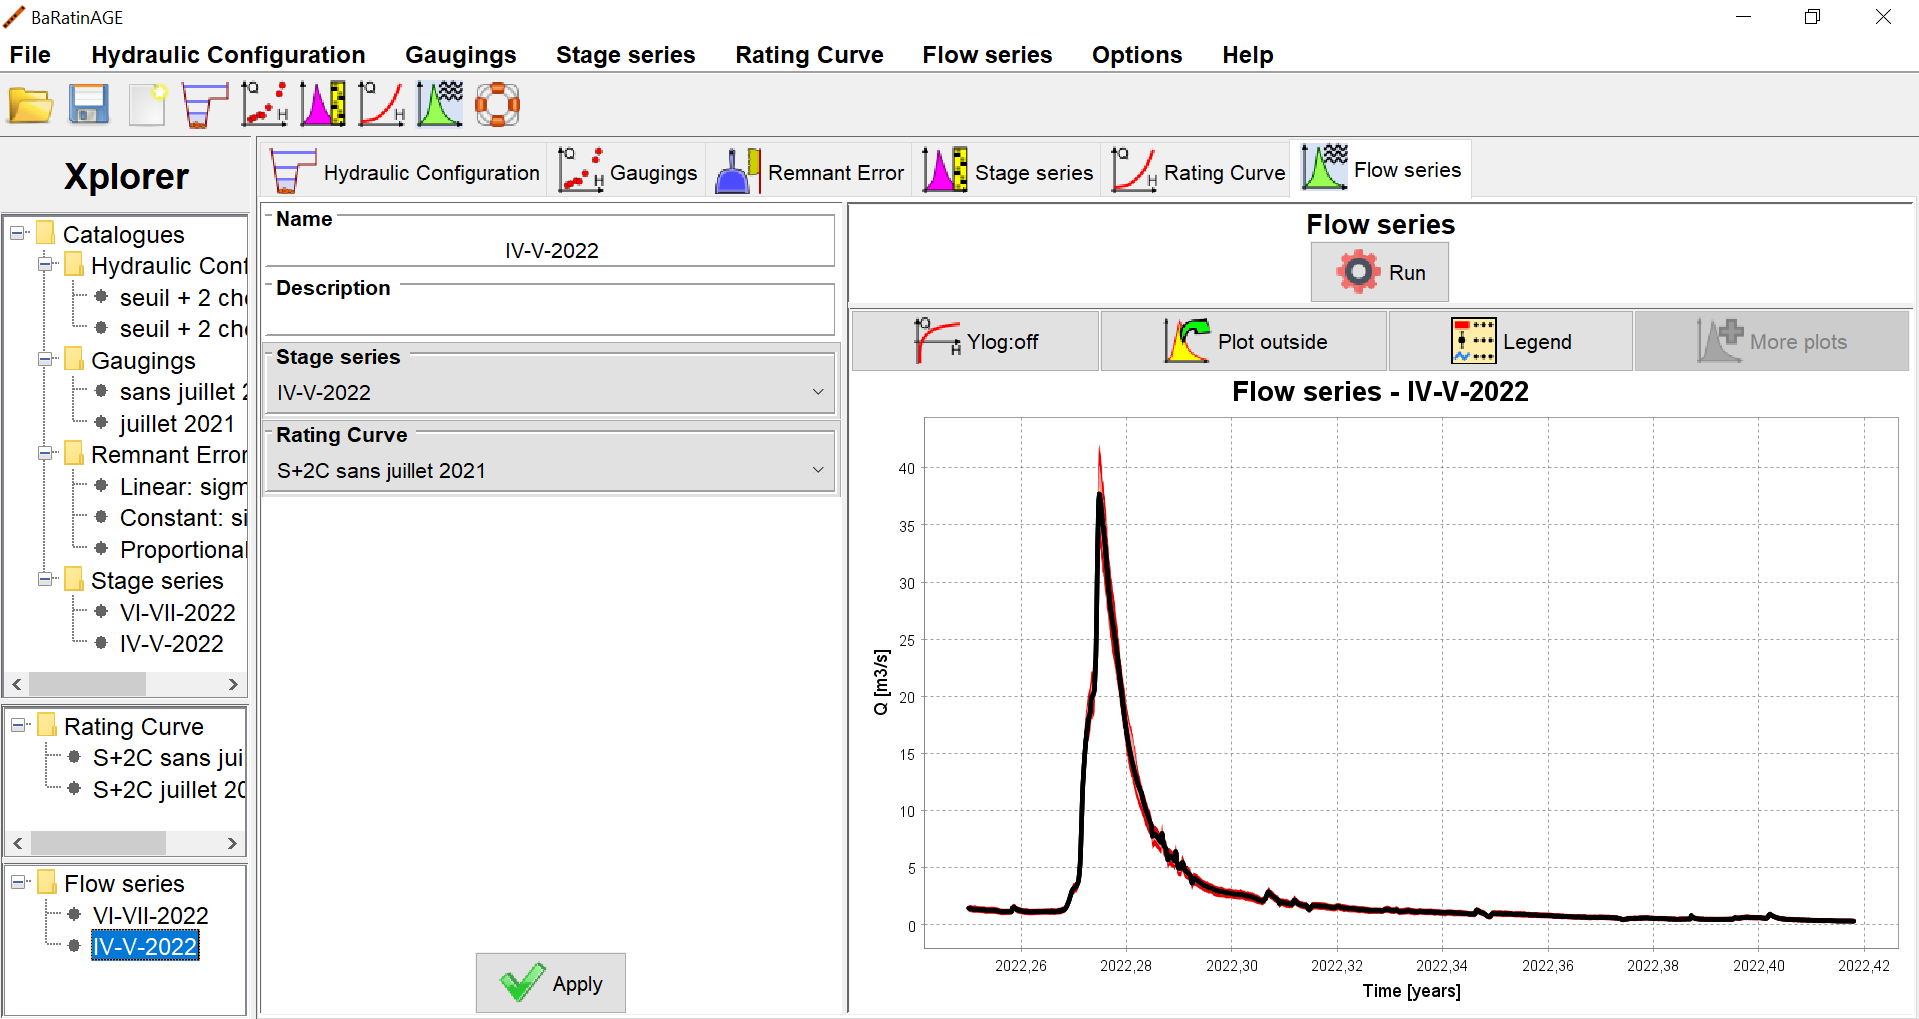 BaRatinAGE
File Hydraulic Configuration Gaugings Stage series Rating Curve Flow series Options Help
Xplorer
Catalogues
Hydraulic Conf
seuil + 2 che
seuil + 2 che
Gaugings
sans juillet 2
juillet 2021
Remnant Error
Linear: sigm
Constant: si
Proportional
Stage series
VI-VII-2022
IV-V-2022
Rating Curve
S+2C sans jui
S+2C juillet 20
Flow series
VI-VII-2022
IV-V-2022
Hydraulic Configuration Gaugings Remnant Error Stage series Rating Curve Flow series
Name
IV-V-2022
Description
Stage series
IV-V-2022
Rating Curve
S+2C sans juillet 2021
Apply
Flow series
Run
Ylog:off Plot outside Legend More plots
Flow series - IV-V-2022
Q [m3/s]
40
35
30
25
20
15
10
5
0
2022,26 2022,28 2022,30 2022,32 2022,34 2022,36 2022,38 2022,40 2022,42
Time [years]